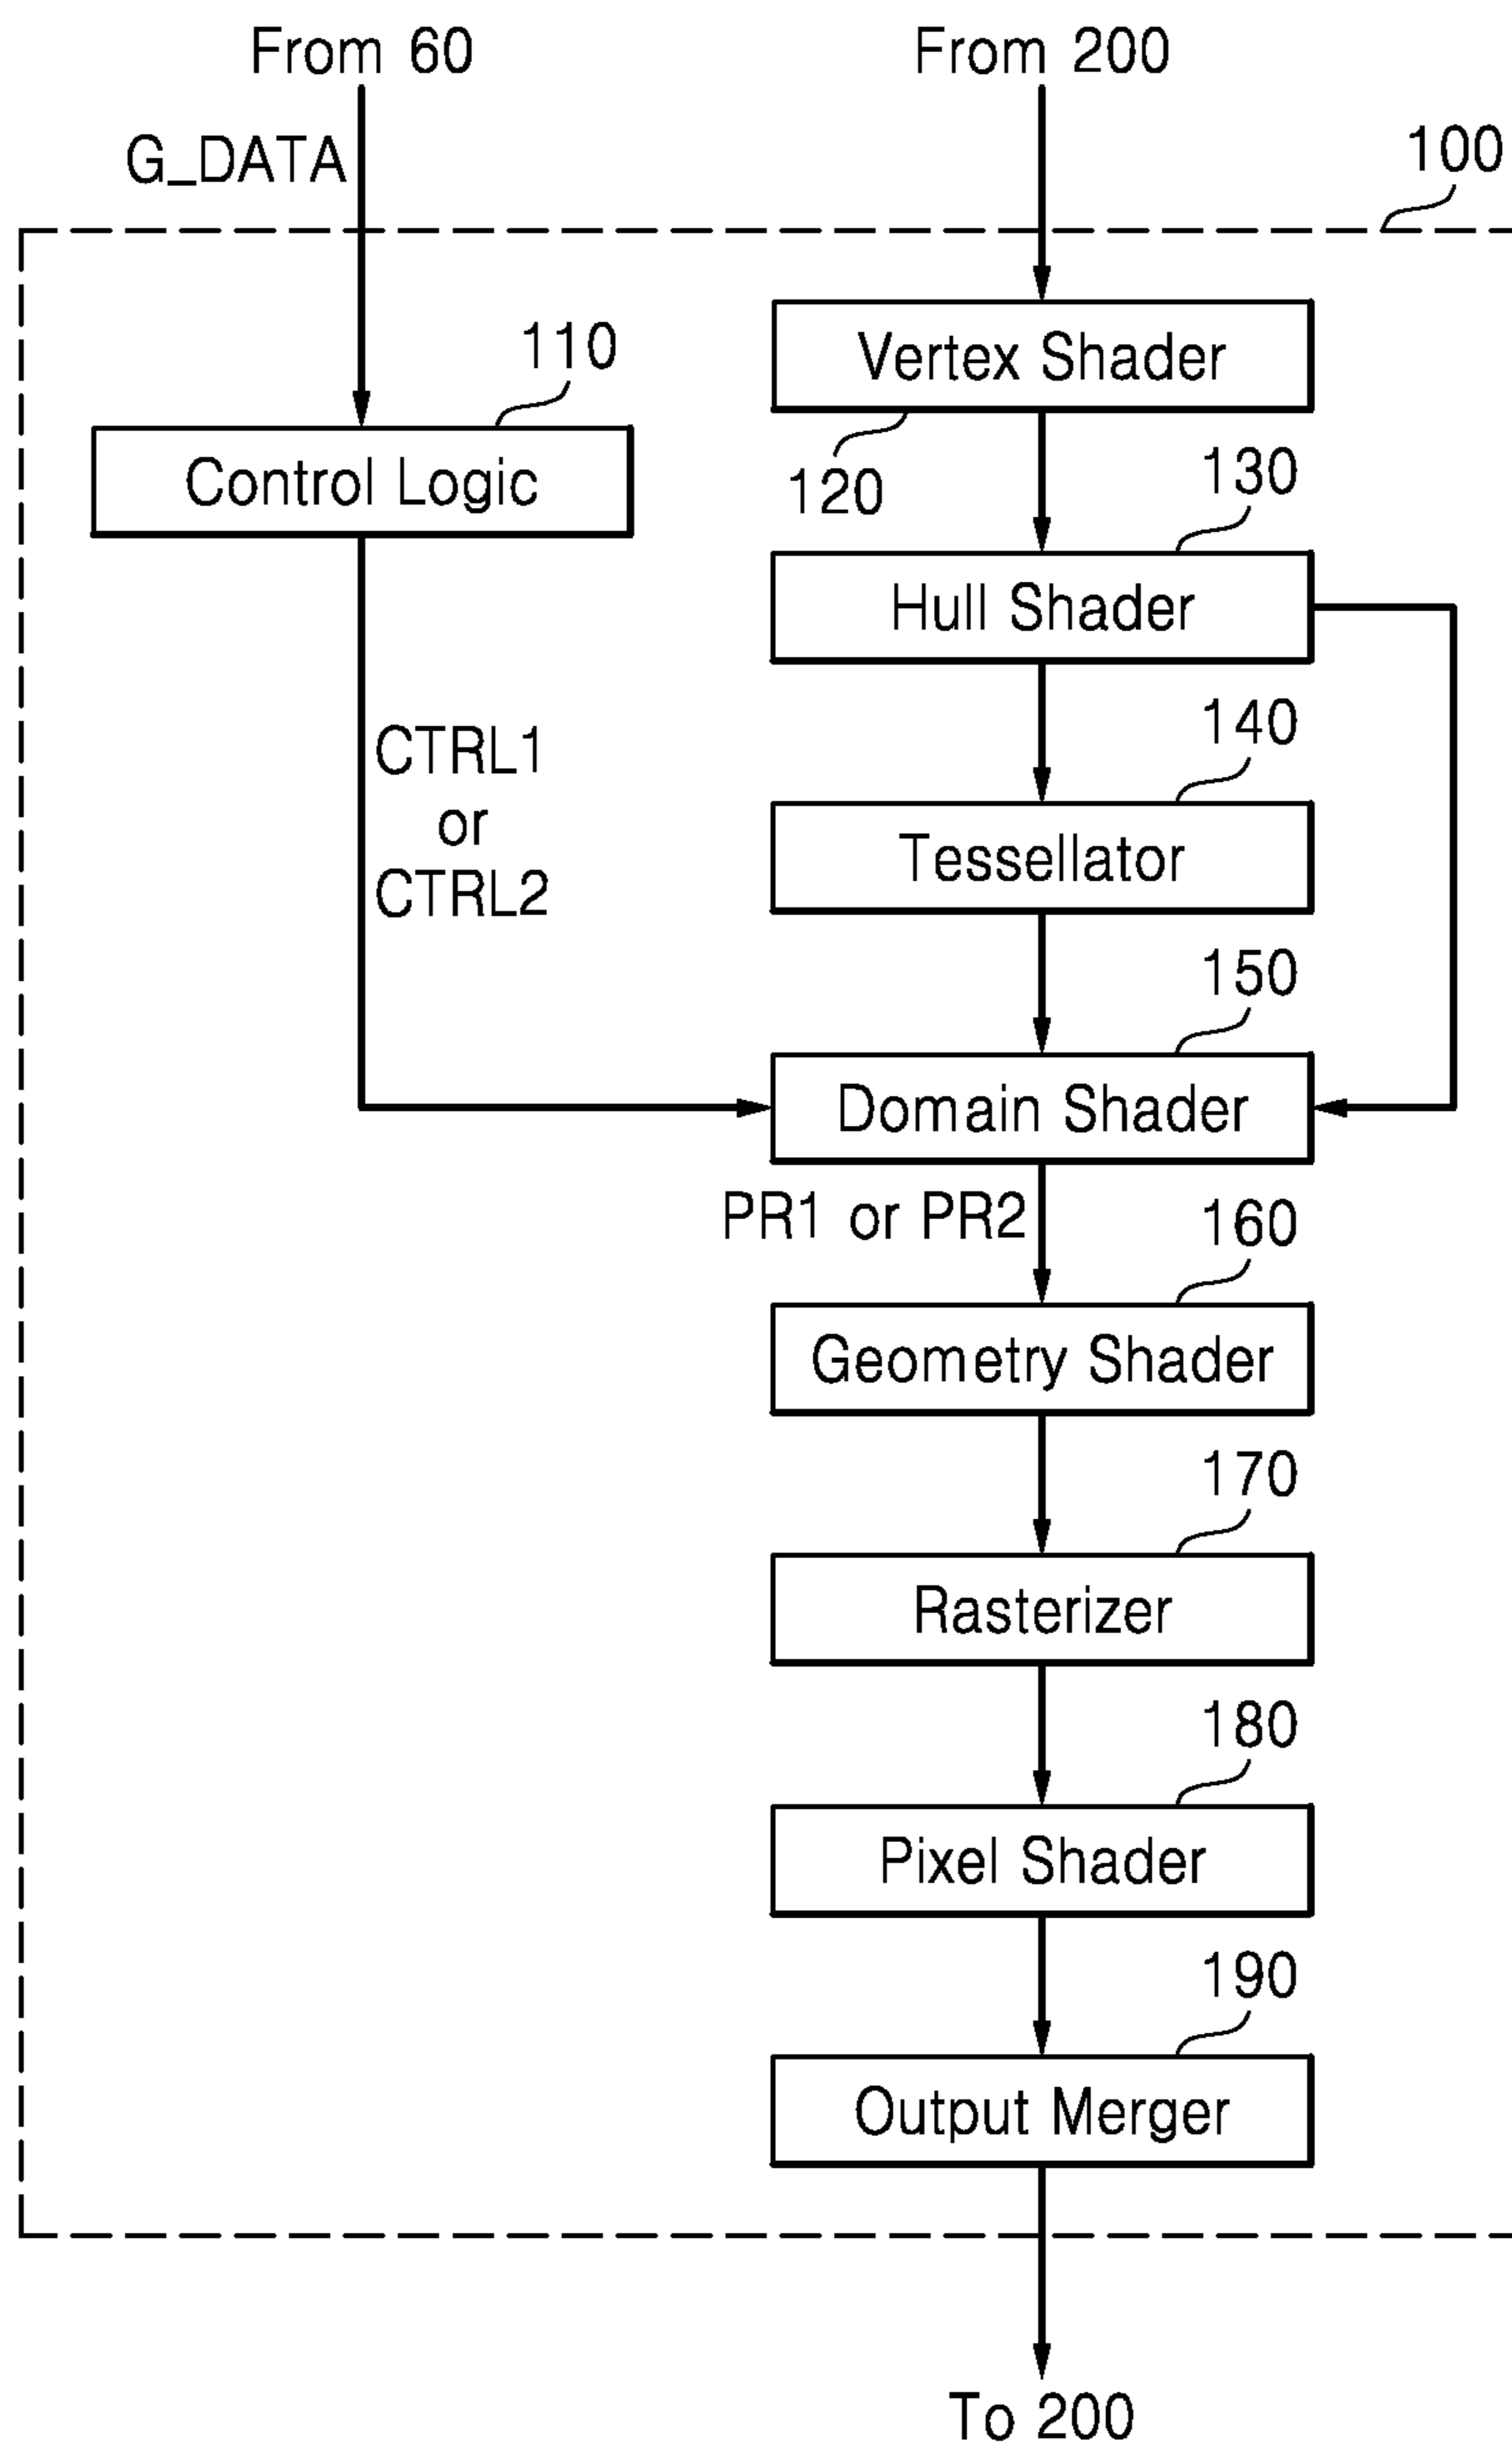 From 60
From 200
G_DATA
100
Vertex Shader
110
Control Logic
120
130
Hull Shader
CTRL1
or
CTRL2
140
Tessellator
150
Domain Shader
PR1 or PR2
160
Geometry Shader
170
Rasterizer
180
Pixel Shader
190
Output Merger
To 200